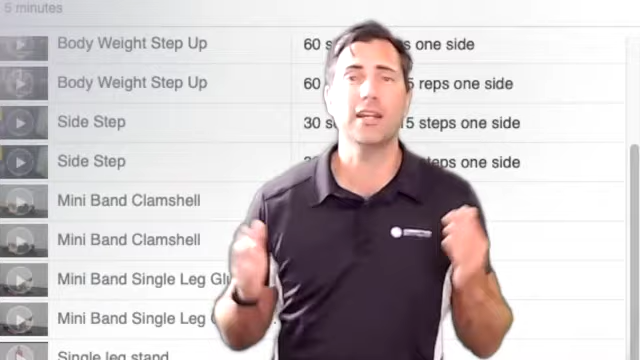 5 minutes
Body Weight Step Up 60 s one side
Body Weight Step Up 60 5 reps one side
Side Step 30 s 5 steps one side
Side Step steps one side
Mini Band Clamshell
Mini Band Clamshell
Mini Band Single Leg Gl
Mini Band Single Leg
Single leg stand